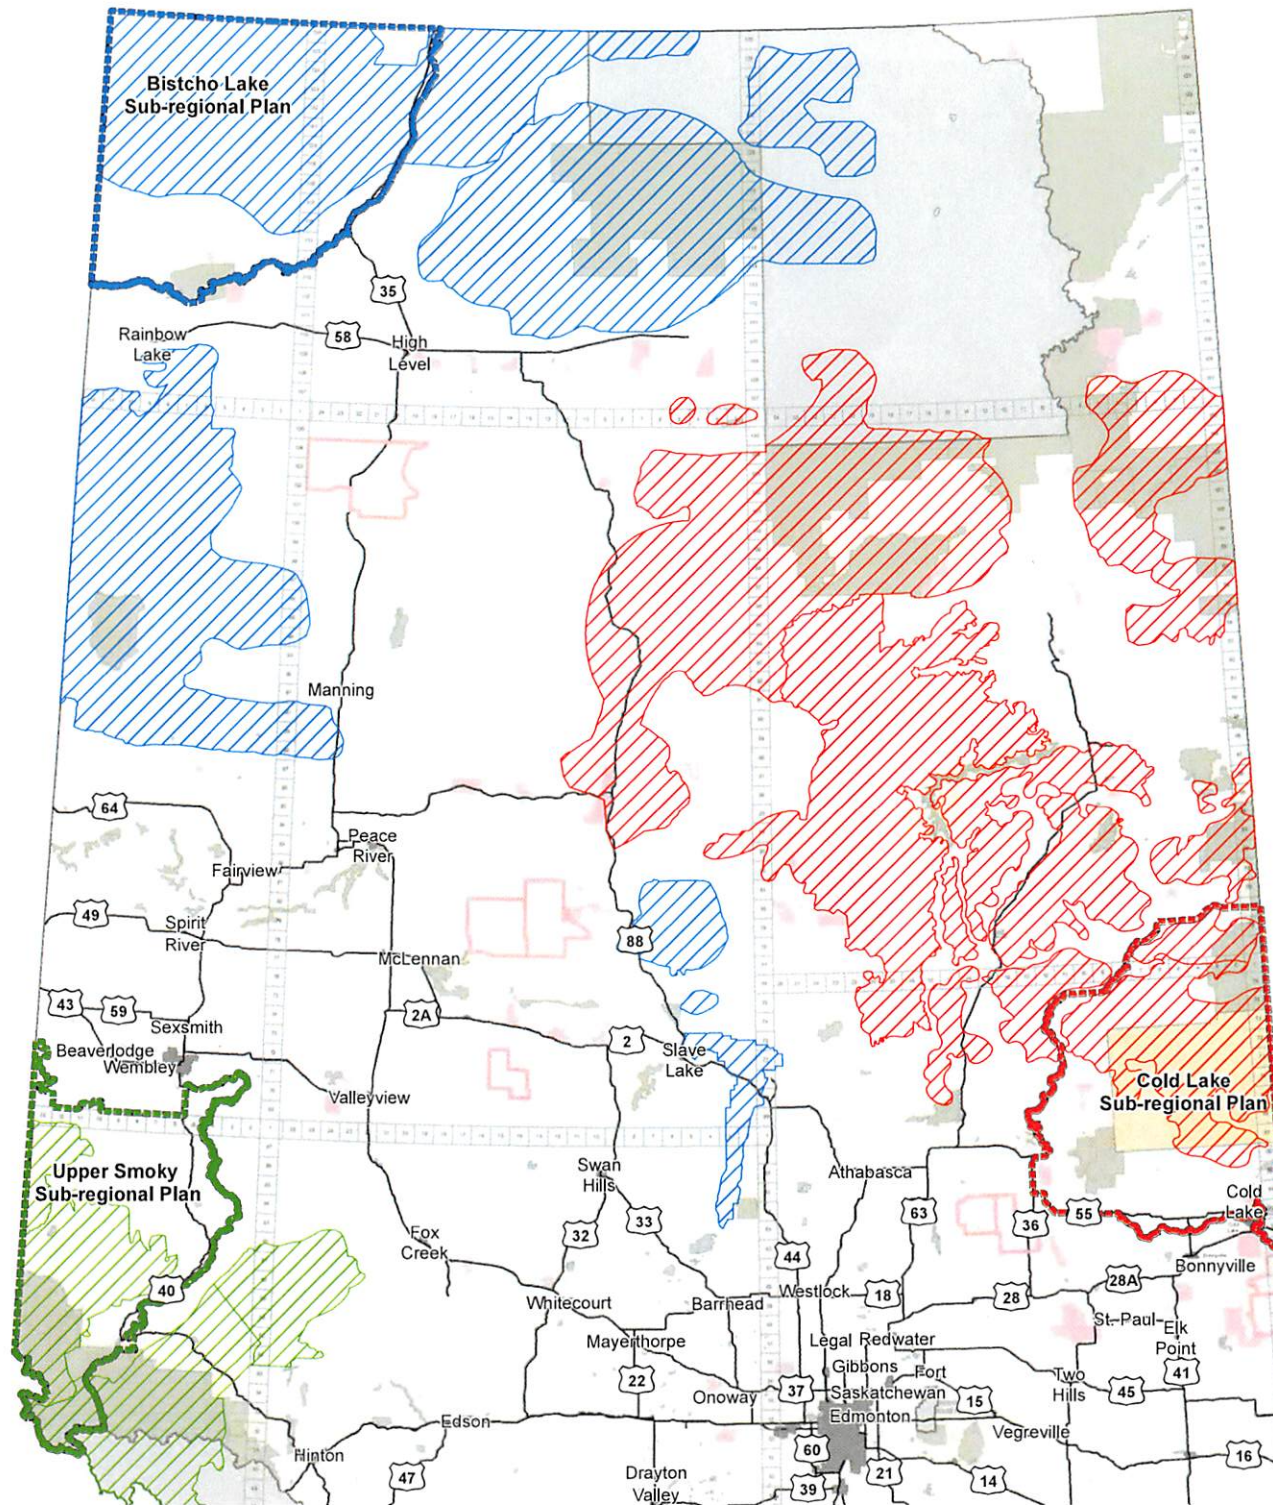 Bistcho Lake
Sub-regional Plan
35
58
Rainbow
Lake
High
Level
Manning
64
Peace
River
Fairview
49
Spirit
River
88
McLennan
43
59
2A
Sexsmith
2
Slave
Lake
Beaverlodge
Wembley
Valleyview
Cold Lake
Sub-regional Plan
Upper Smoky
Sub-regional Plan
Swan
Hills
Athabasca
Cold
Lake
63
36
55
33
32
Fox
Creek
44
Bonnyville
40
28A
Whitecourt
Barrhead
Westlock
18
28
St. Paul
Elk
Point
Mayerthorpe
Legal
Redwater
Gibbons
Fort
Saskatchewan
Two
Hills
41
22
Onoway
37
15
45
Edmonton
Edson
Vegreville
Hinton
60
16
47
Drayton
Valley
39
21
14